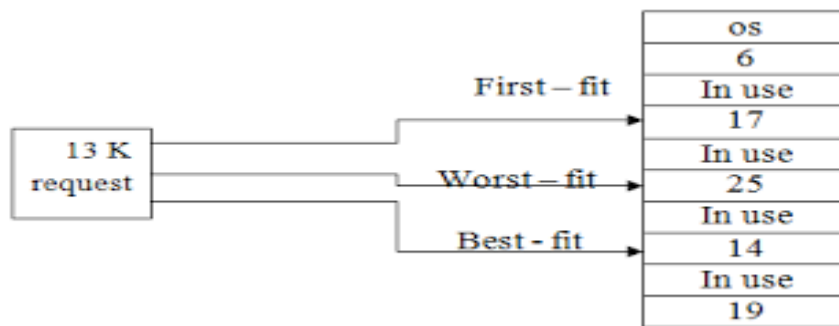 13 K
request
First – fit
Worst – fit
Best - fit
os
6
In use
17
In use
25
In use
14
In use
19